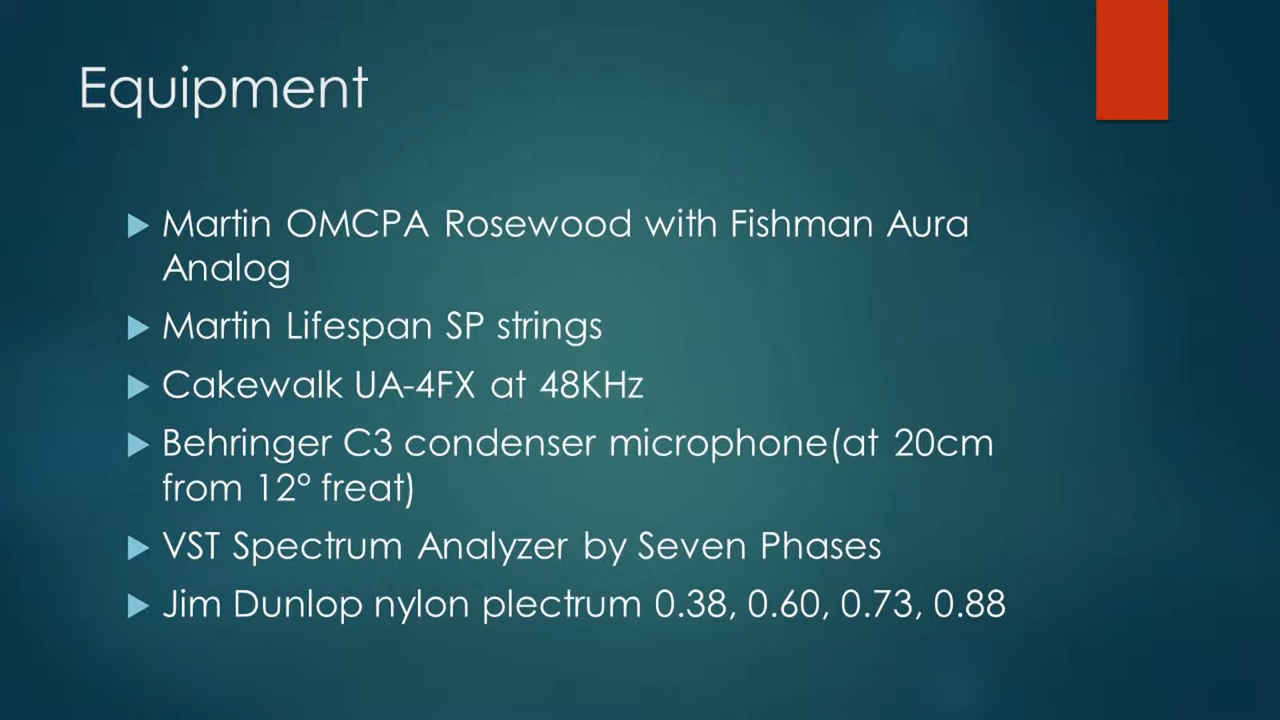 Equipment
Martin OMCPA Rosewood with Fishman Aura
Analog
Martin Lifespan SP strings
Cakewalk UA-4FX at 48KHz
Behringer C3 condenser microphone(at 20cm
from 12° freat)
VST Spectrum Analyzer by Seven Phases
Jim Dunlop nylon plectrum 0.38, 0.60, 0.73, 0.88